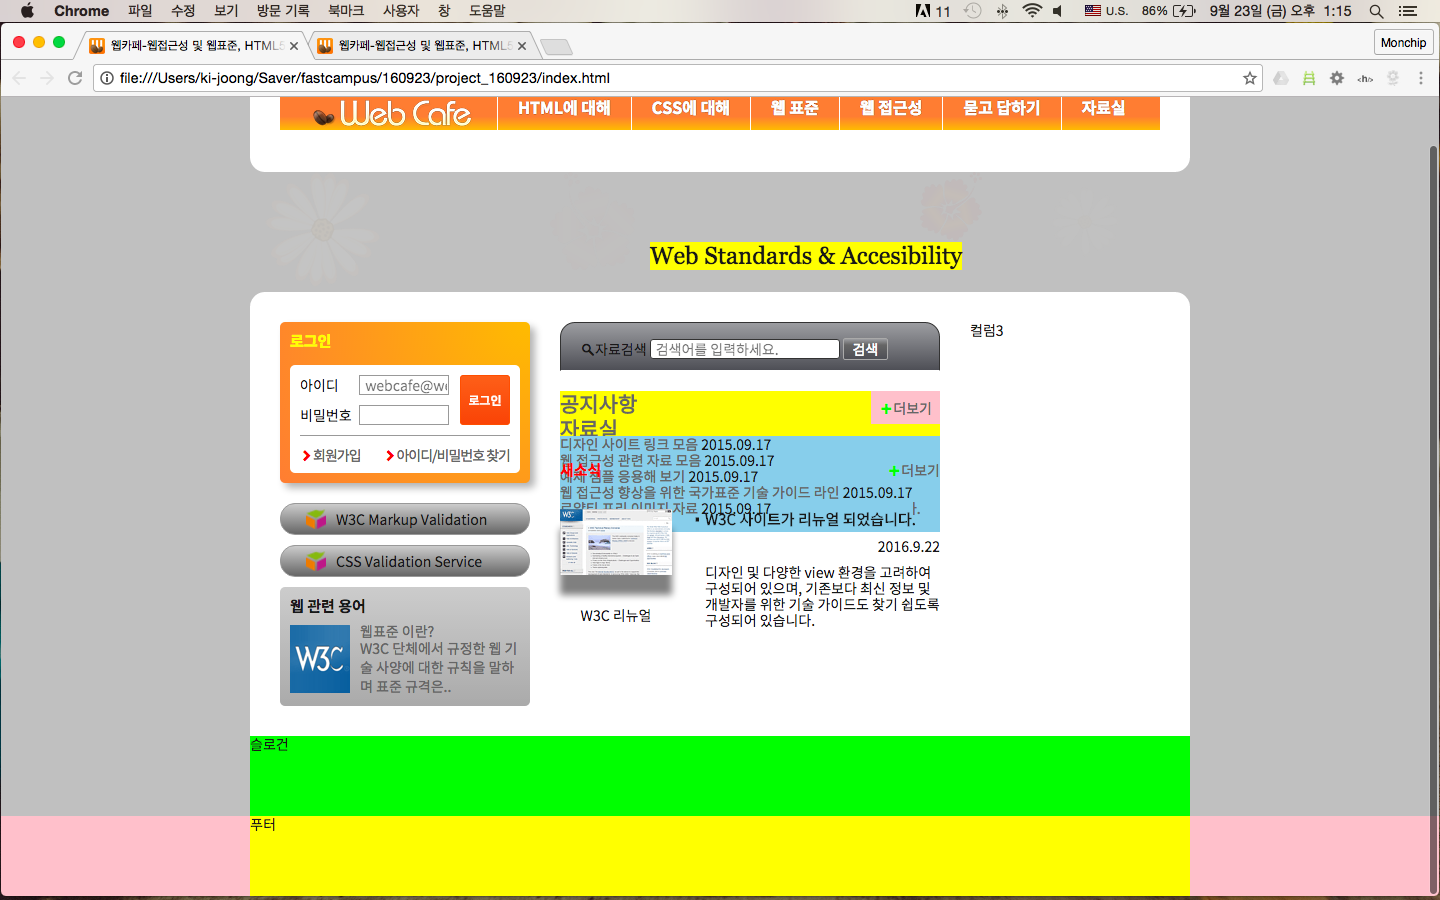 Chrome 파일 수정 보기 방문 기록 북마크 사용자 창 도움말 11 U.S. 86% 9월 23일 (금) 오후 1:15
웹카페-웹접근성 및 웹표준, HTML5 웹카페-웹접근성 및 웹표준, HTML5 Monchip
file:///Users/ki-joong/Saver/fastcampus/160923/project_160923/index.html
Web Cafe HTML에 대해 CSS에 대해 웹 표준 웹 접근성 묻고 답하기 자료실
Web Standards & Accesibility
로그인
아이디 webcafe@we
비밀번호
로그인
회원가입 아이디/비밀번호 찾기
W3C Markup Validation
CSS Validation Service
웹 관련 용어
W3C
웹표준 이란?
W3C 단체에서 규정한 웹 기
술 사양에 대한 규칙을 말하
며 표준 규격은..
자료검색 검색어를 입력하세요. 검색
공지사항 +더보기
자료실
디자인 사이트 링크 모음 2015.09.17
웹 접근성 관련 자료 모음 2015.09.17
새소식 +더보기
예제 샘플 응용해 보기 2015.09.17
웹 접근성 향상을 위한 국가표준 기술 가이드 라인 2015.09.17
로얄티 프리 이미지 자료 2015.09.17
W3C 사이트가 리뉴얼 되었습니다.
2016.9.22
디자인 및 다양한 view 환경을 고려하여
구성되어 있으며, 기존보다 최신 정보 및
개발자를 위한 기술 가이드도 찾기 쉽도록
구성되어 있습니다.
W3C 리뉴얼
컬럼3
슬로건
푸터